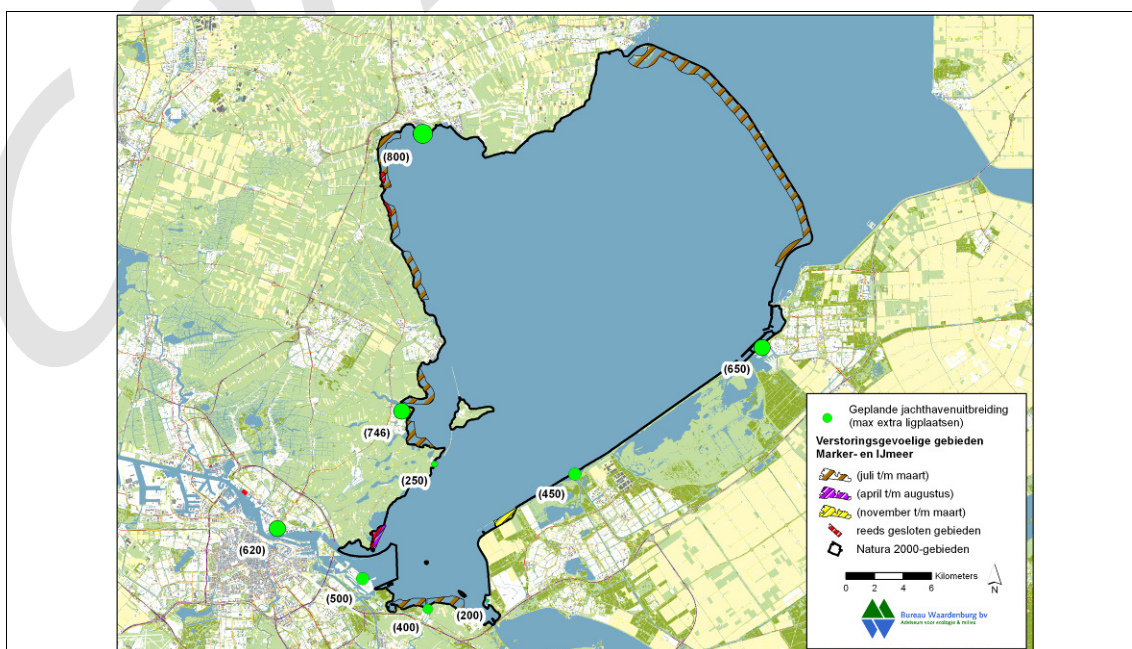 (800)
(650)
(746)
(250)
(450)
(620)
(500)
(400)
(200)
Geplande jachthavenuitbreiding
(max extra ligplaatsen)
Verstoringsgevoelige gebieden
Marker- en IJmeer
(juli t/m maart)
(april t/m augustus)
(november t/m maart)
reeds gesloten gebieden
Natura 2000-gebieden
0 2 4 6 Kilometers
N
Bureau Waardenburg bv
Adviseurs voor ecologie & milieu